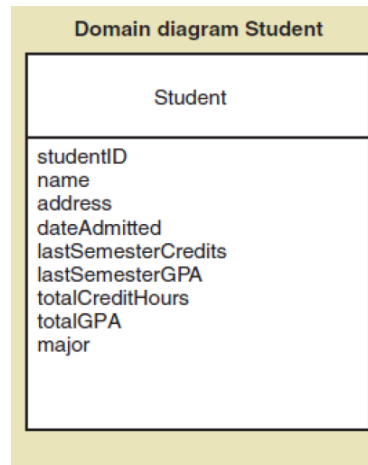 Domain diagram Student
Student
studentID
name
address
dateAdmitted
lastSemesterCredits
lastSemesterGPA
totalCreditHours
totalGPA
major